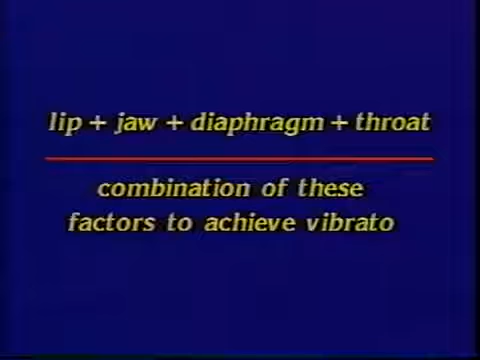 lip + jaw + diaphragm + throat
combination of these
factors to achieve vibrato